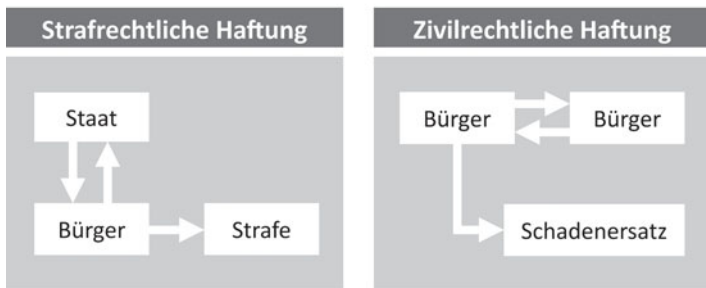 Strafrechtliche Haftung
Staat
Bürger
Strafe
Zivilrechtliche Haftung
Bürger
Bürger
Schadenersatz